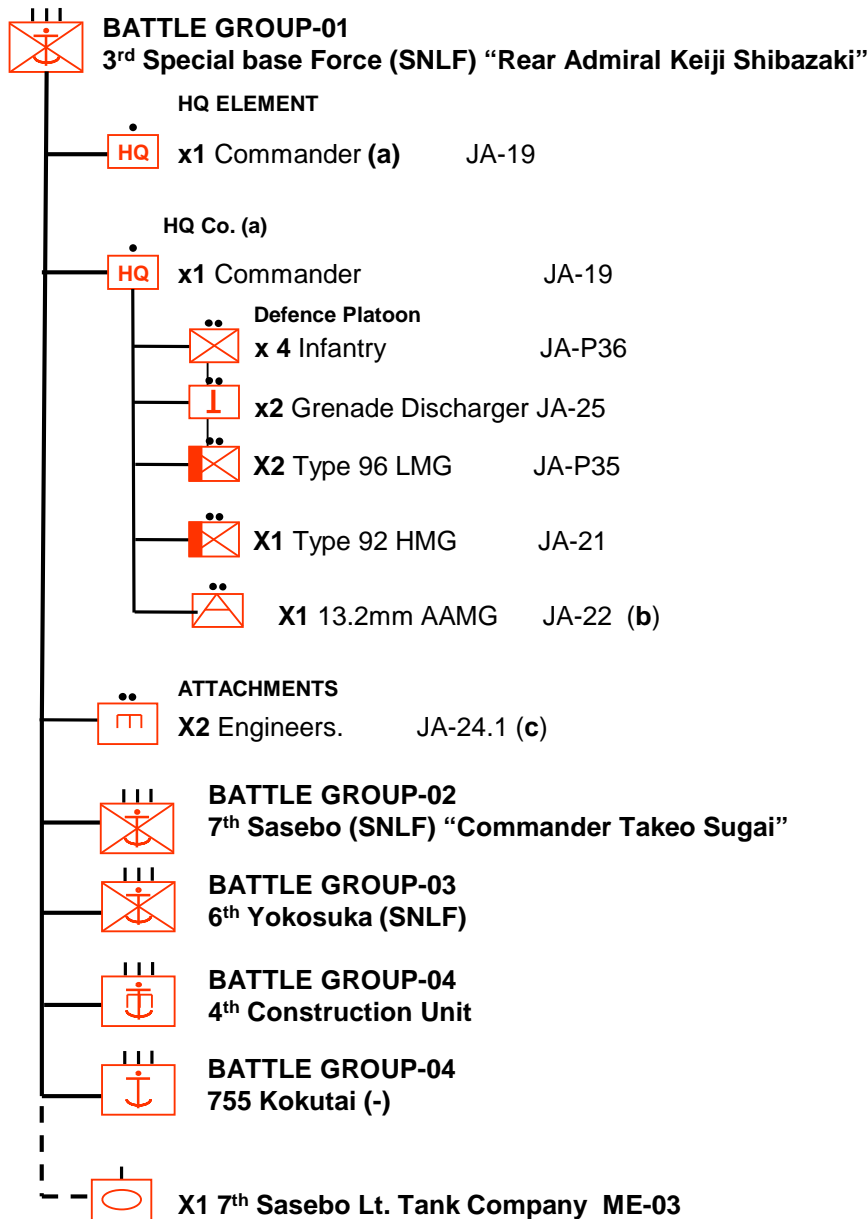 BATTLE GROUP-01
3rd Special base Force (SNLF) “Rear Admiral Keiji Shibazaki”
HQ ELEMENT
HQ x1 Commander (a) JA-19
HQ Co. (a)
HQ x1 Commander JA-19
Defence Platoon
x 4 Infantry JA-P36
x2 Grenade Discharger JA-25
X2 Type 96 LMG JA-P35
X1 Type 92 HMG JA-21
X1 13.2mm AAMG JA-22 (b)
ATTACHMENTS
X2 Engineers. JA-24.1 (c)
BATTLE GROUP-02
7th Sasebo (SNLF) “Commander Takeo Sugai”
BATTLE GROUP-03
6th Yokosuka (SNLF)
BATTLE GROUP-04
4th Construction Unit
BATTLE GROUP-04
755 Kokutai (-)
X1 7th Sasebo Lt. Tank Company ME-03